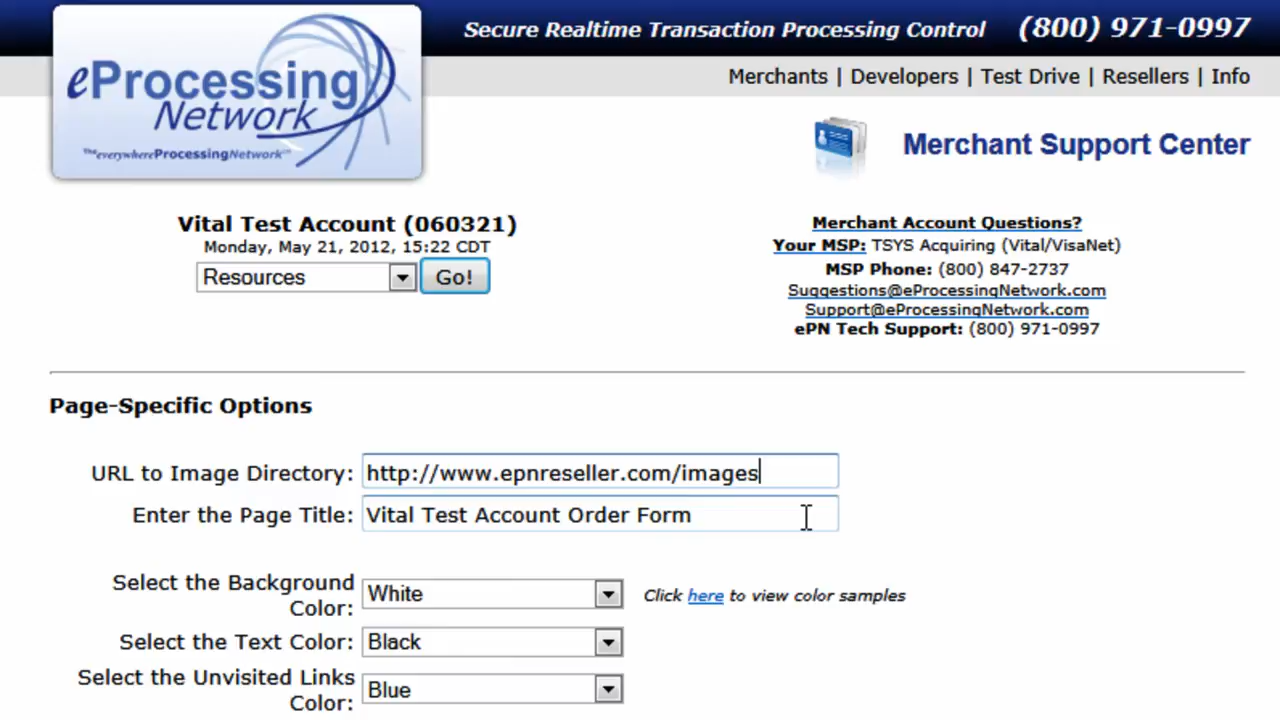 Secure Realtime Transaction Processing Control (800) 971-0997
eProcessing
Network
The everywhereProcessingNetwork
Merchants | Developers | Test Drive | Resellers | Info
Merchant Support Center
Vital Test Account (060321)
Monday, May 21, 2012, 15:22 CDT
Resources Go!
Merchant Account Questions?
Your MSP: TSYS Acquiring (Vital/VisaNet)
MSP Phone: (800) 847-2737
Suggestions@eProcessingNetwork.com
Support@eProcessingNetwork.com
ePN Tech Support: (800) 971-0997
Page-Specific Options
URL to Image Directory: http://www.epnreseller.com/images
Enter the Page Title: Vital Test Account Order Form
Select the Background
Color: White Click here to view color samples
Select the Text Color: Black
Select the Unvisited Links
Color: Blue